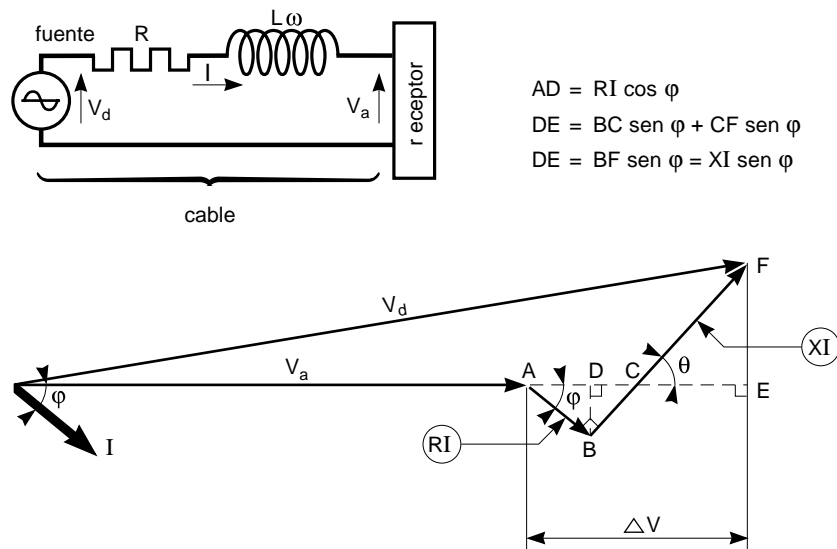 fuente
R
Lω
I
V_d
V_a
r eceptor
cable
AD = RI cos φ
DE = BC sen φ + CF sen φ
DE = BF sen φ = XI sen φ
F
V_d
XI
V_a
A
D
C
θ
E
φ
φ
I
RI
B
△V